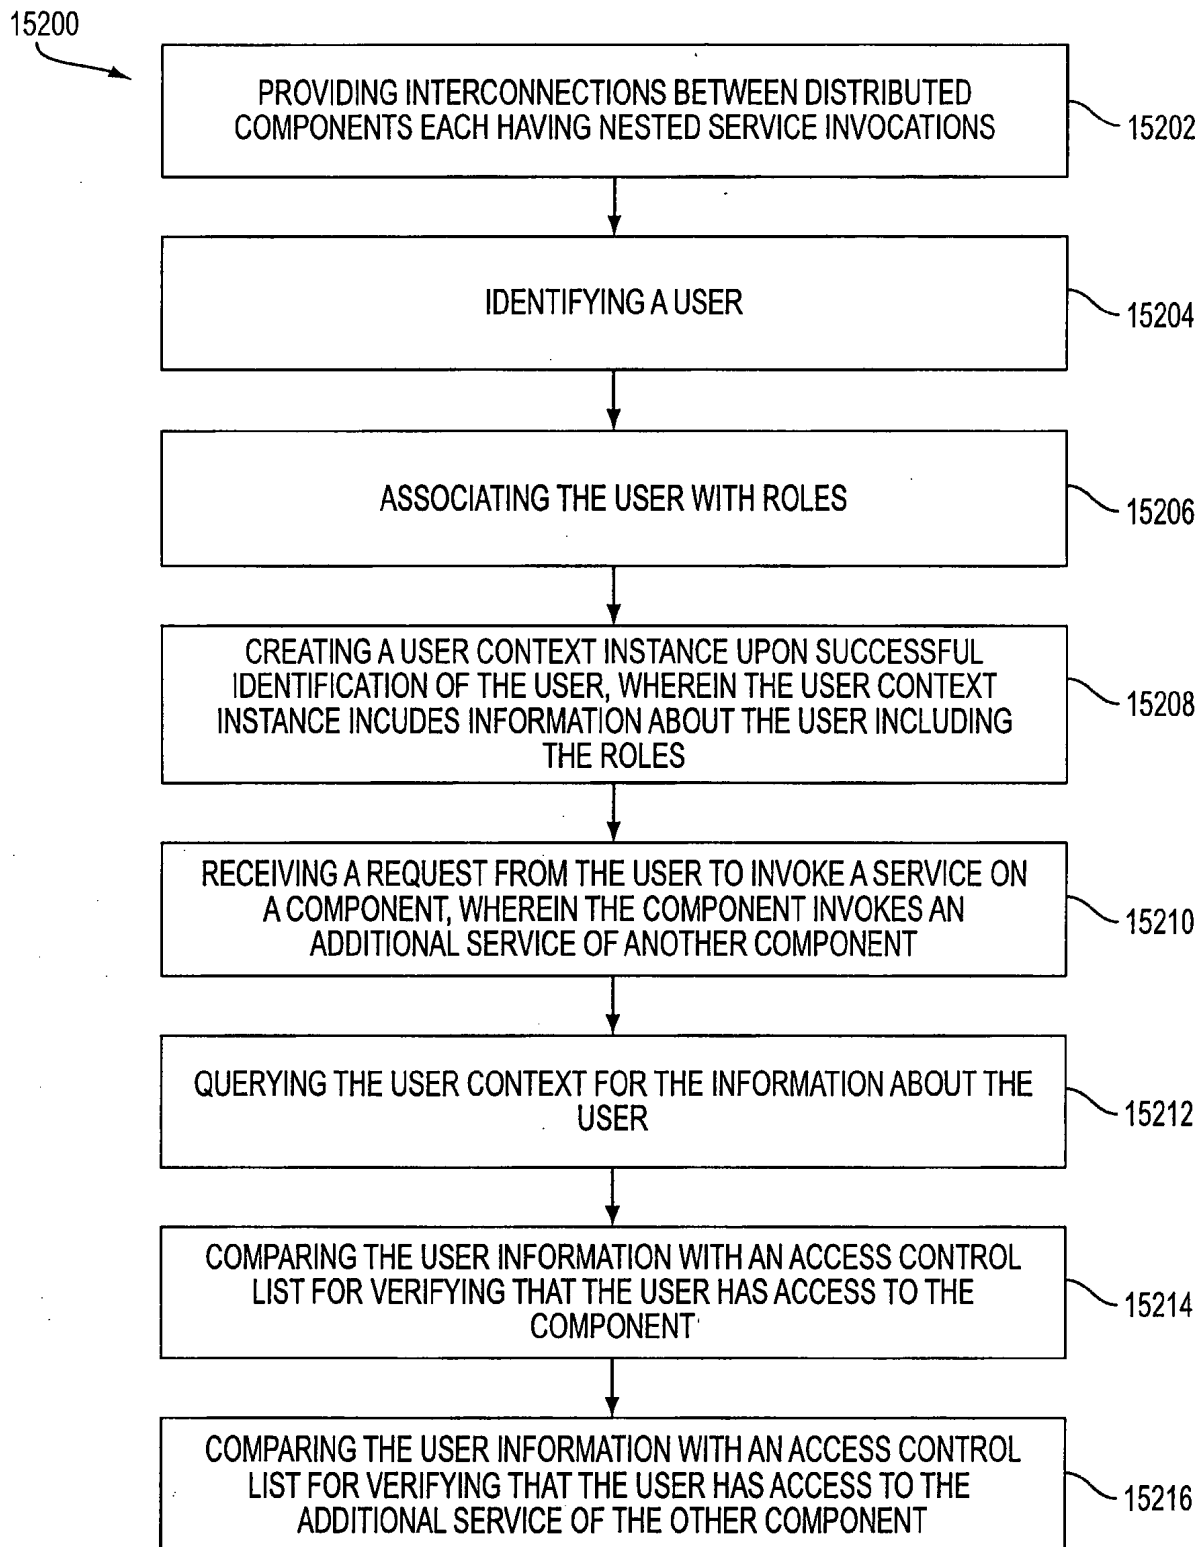 15200
PROVIDING INTERCONNECTIONS BETWEEN DISTRIBUTED
COMPONENTS EACH HAVING NESTED SERVICE INVOCATIONS
15202
IDENTIFYING A USER
15204
ASSOCIATING THE USER WITH ROLES
15206
CREATING A USER CONTEXT INSTANCE UPON SUCCESSFUL
IDENTIFICATION OF THE USER, WHEREIN THE USER CONTEXT
INSTANCE INCUDES INFORMATION ABOUT THE USER INCLUDING
THE ROLES
15208
RECEIVING A REQUEST FROM THE USER TO INVOKE A SERVICE ON
A COMPONENT, WHEREIN THE COMPONENT INVOKES AN
ADDITIONAL SERVICE OF ANOTHER COMPONENT
15210
QUERYING THE USER CONTEXT FOR THE INFORMATION ABOUT THE
USER
15212
COMPARING THE USER INFORMATION WITH AN ACCESS CONTROL
LIST FOR VERIFYING THAT THE USER HAS ACCESS TO THE
COMPONENT
15214
COMPARING THE USER INFORMATION WITH AN ACCESS CONTROL
LIST FOR VERIFYING THAT THE USER HAS ACCESS TO THE
ADDITIONAL SERVICE OF THE OTHER COMPONENT
15216